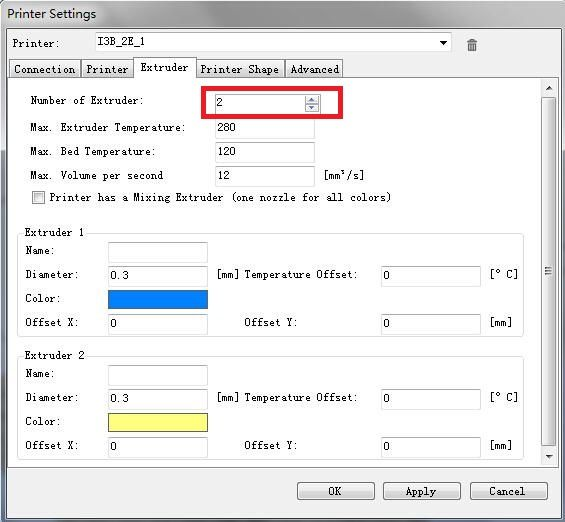 Printer Settings
Printer: I3B_2E_1
Connection Printer Extruder Printer Shape Advanced
Number of Extruder: 2
Max. Extruder Temperature: 280
Max. Bed Temperature: 120
Max. Volume per second 12 [mm³/s]
Printer has a Mixing Extruder (one nozzle for all colors)
Extruder 1
Name:
Diameter: 0.3 [mm] Temperature Offset: 0 [° C]
Color:
Offset X: 0 Offset Y: 0 [mm]
Extruder 2
Name:
Diameter: 0.3 [mm] Temperature Offset: 0 [° C]
Color:
Offset X: 0 Offset Y: 0 [mm]
OK Apply Cancel